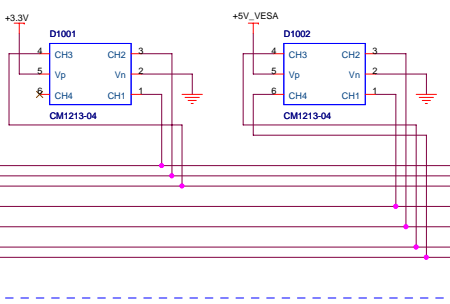 +3.3V
D1001
4 CH3 CH2 3
5 Vp Vn 2
6 CH4 CH1 1
CM1213-04
+5V_VESA
D1002
4 CH3 CH2 3
5 Vp Vn 2
6 CH4 CH1 1
CM1213-04